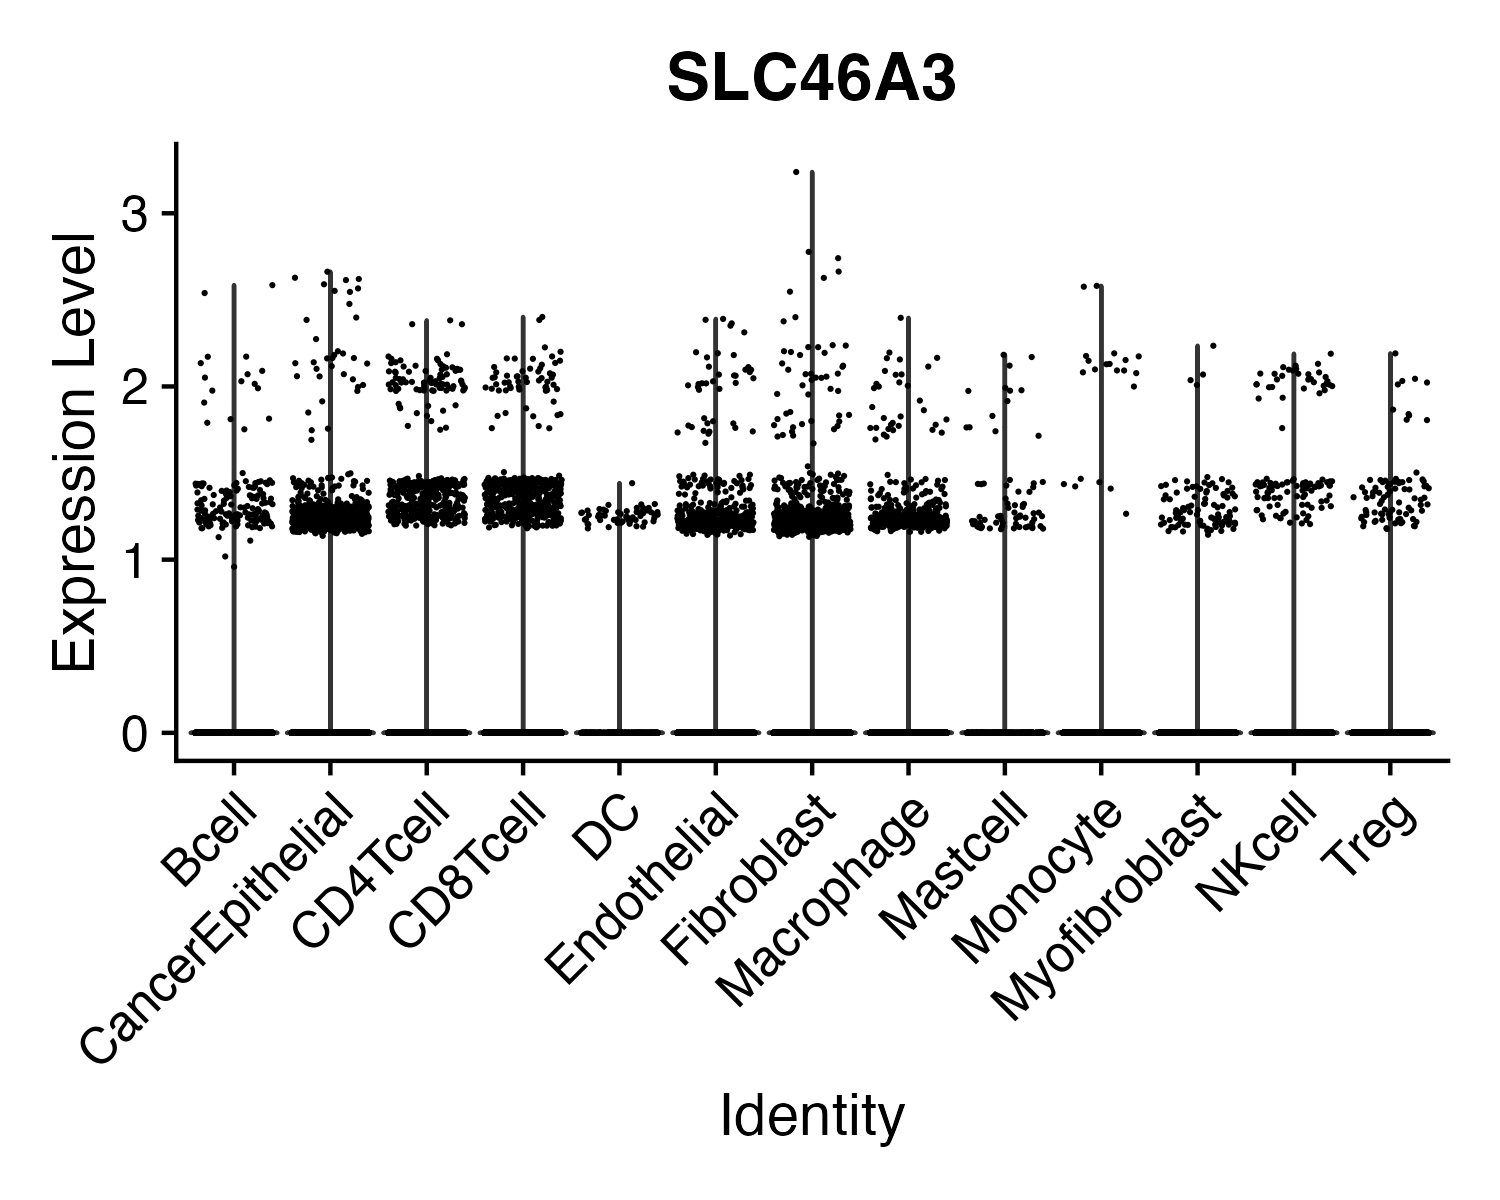 SLC46A3
Expression Level
3
2
1
0
Bcell
CancerEpithelial
CD4Tcell
CD8Tcell
DC
Endothelial
Fibroblast
Macrophage
Mastcell
Monocyte
Myofibroblast
NKcell
Treg
Identity